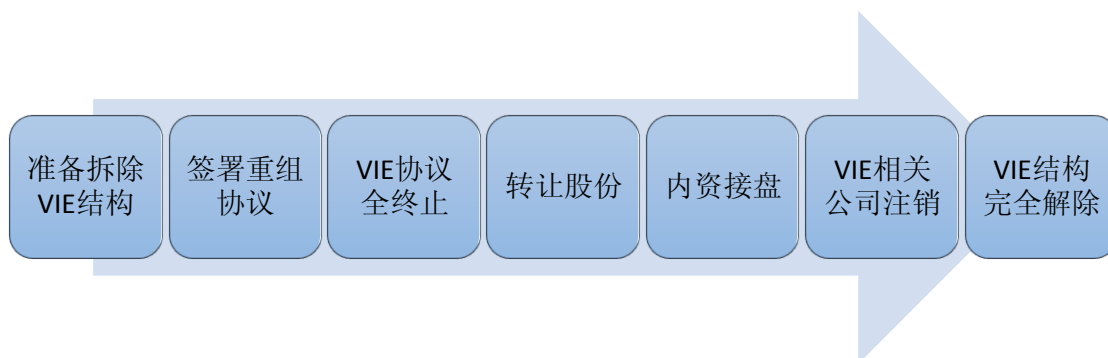 准备拆除
VIE结构
签署重组
协议
VIE协议
全终止
转让股份
内资接盘
VIE相关
公司注销
VIE结构
完全解除